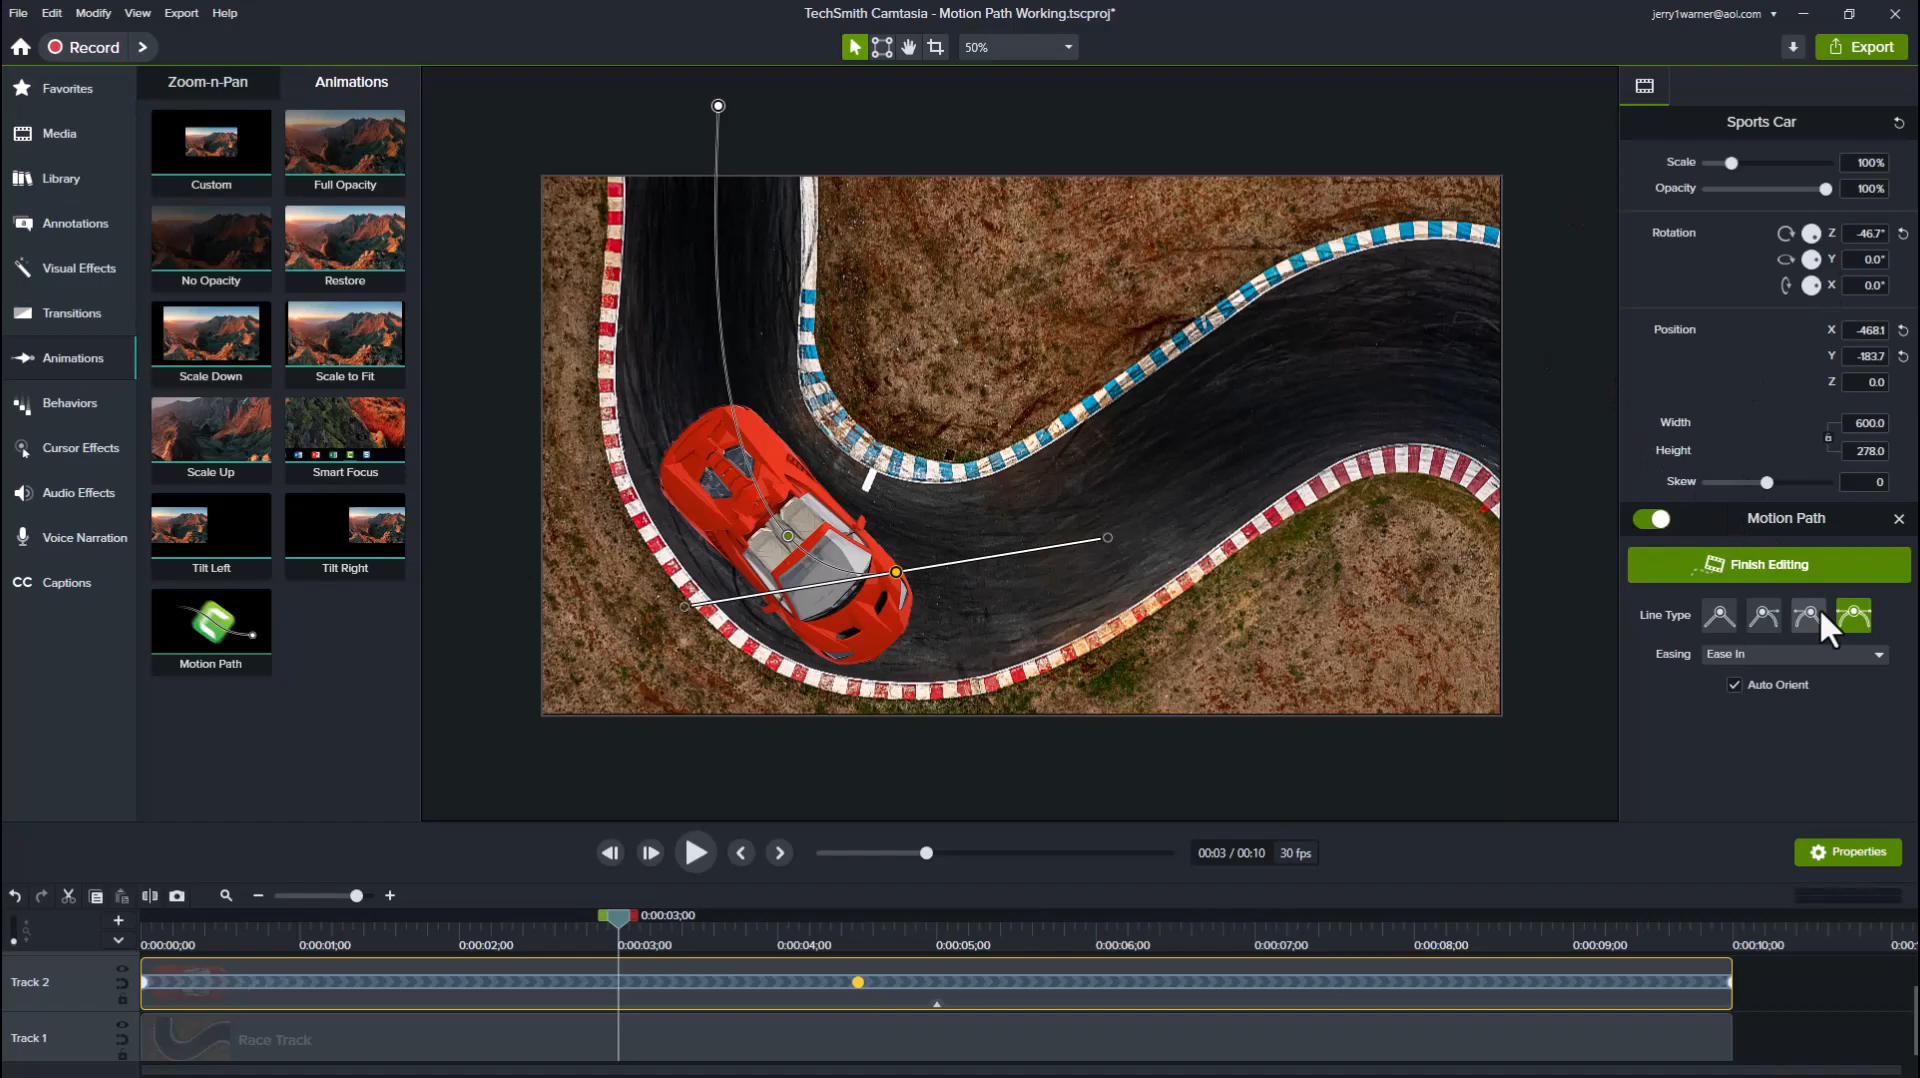 File Edit Modify View Share Export Help
TechSmith Camtasia - Motion Path Working.tscproj*
jerry1warner@aol.com
Record
50%
Export
Favorites
Media
Library
Annotations
Visual Effects
Transitions
Animations
Behaviors
Cursor Effects
Audio Effects
Voice Narration
CC Captions
Zoom-n-Pan Animations
Custom Full Opacity
No Opacity Restore
Scale Down Scale to Fit
Scale Up Smart Focus
Tilt Left Tilt Right
Motion Path
Sports Car
Scale 100%
Opacity 100%
Rotation Z -46.7°
Y 0.0°
X 0.0°
Position X -468.1
Y -183.7
Z 0.0
Width 600.0
Height 278.0
Skew 0
Motion Path
Finish Editing
Line Type
Easing Ease In
Auto Orient
00:03 / 00:10 30 fps
Properties
0:00:03;00
0:00:00;00 0:00:01;00 0:00:02;00 0:00:03;00 0:00:04;00 0:00:05;00 0:00:06;00 0:00:07;00 0:00:08;00 0:00:09;00 0:00:10;00
Track 2
Track 1 Race Track